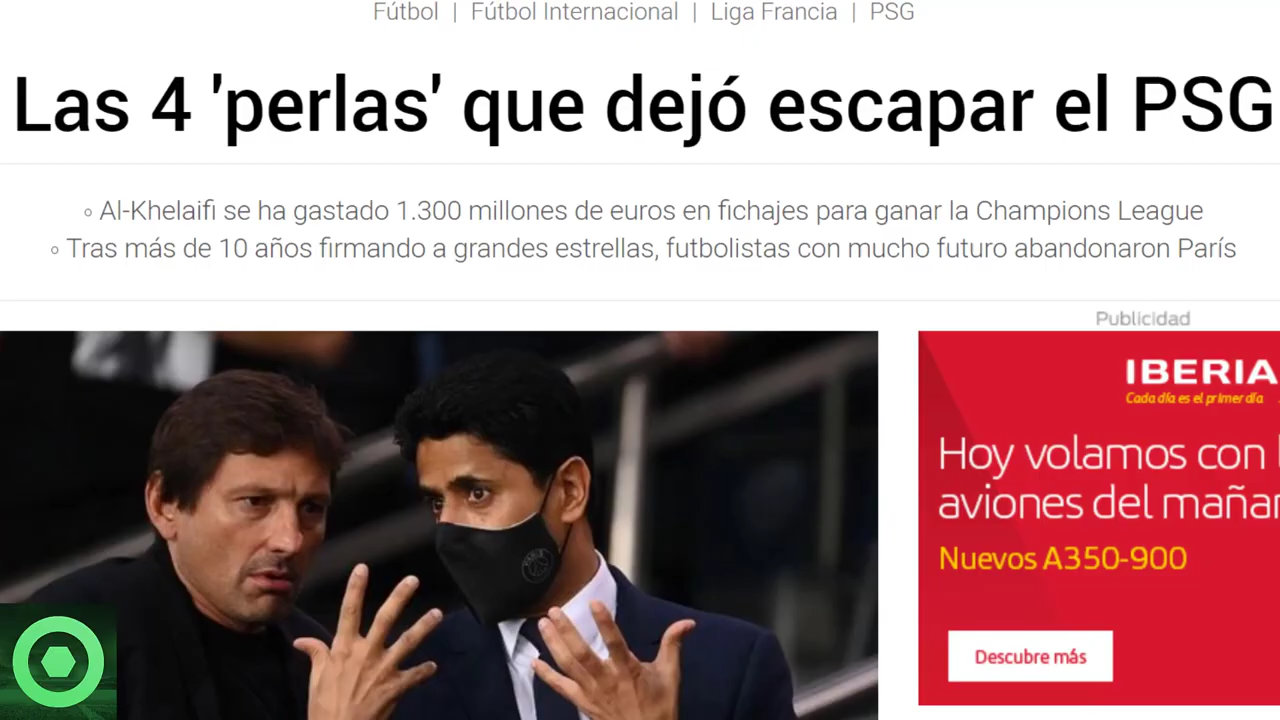 Fútbol | Fútbol Internacional | Liga Francia | PSG
Las 4 'perlas' que dejó escapar el PSG
◦ Al-Khelaifi se ha gastado 1.300 millones de euros en fichajes para ganar la Champions League
◦ Tras más de 10 años firmando a grandes estrellas, futbolistas con mucho futuro abandonaron París
Publicidad
IBERIA
Cada día es el primer día
Hoy volamos con
aviones del mañan
Nuevos A350-900
Descubre más